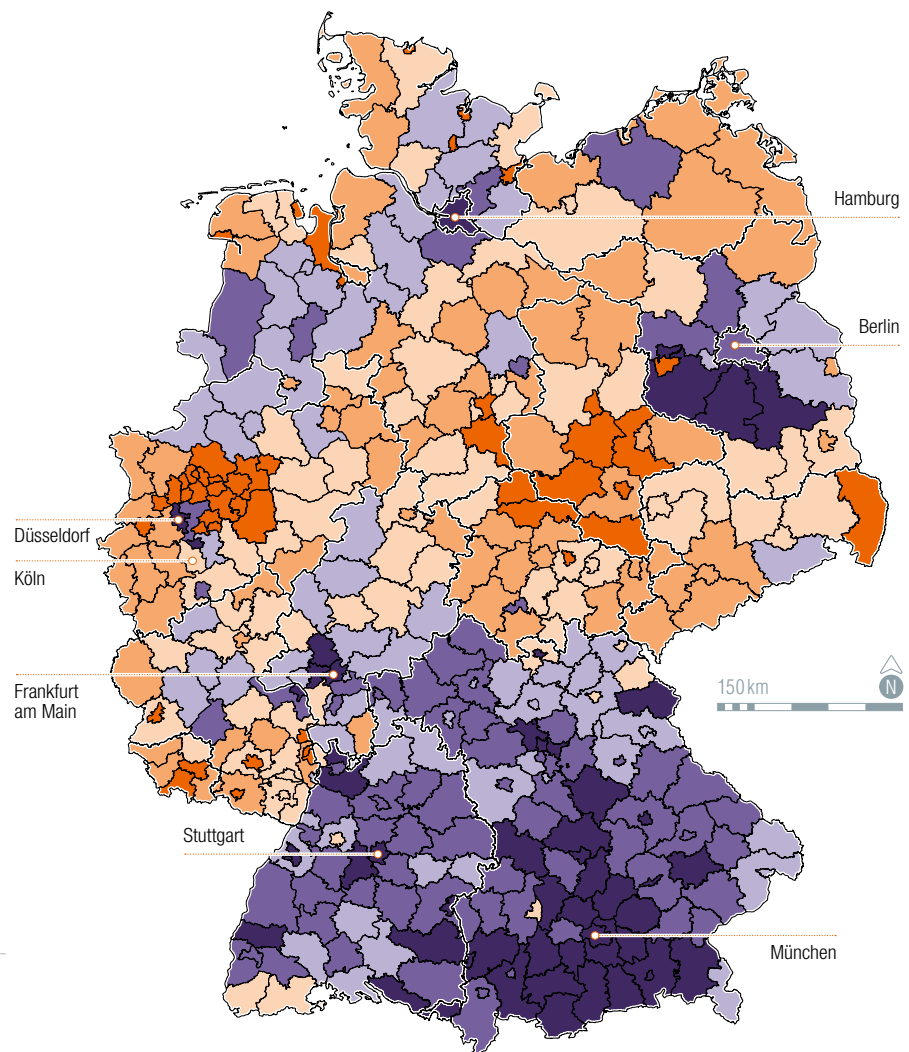 Hamburg
Berlin
Düsseldorf
Köln
Frankfurt
am Main
150 km
N
Stuttgart
München